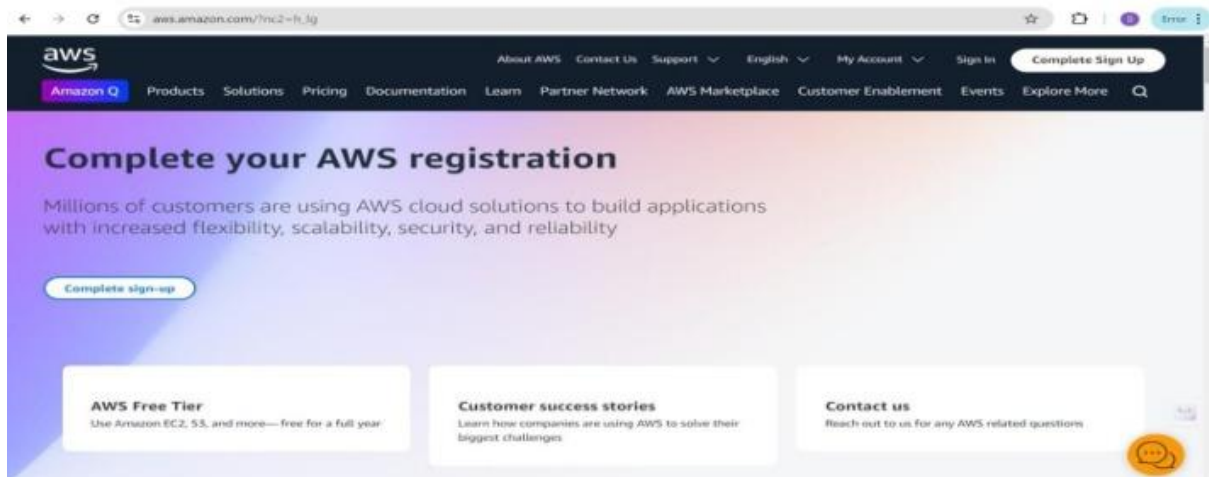 aws.amazon.com/?nc2=h_lg
Error
aws
About AWS Contact Us Support English My Account Sign In Complete Sign Up
Amazon Q Products Solutions Pricing Documentation Learn Partner Network AWS Marketplace Customer Enablement Events Explore More
Complete your AWS registration
Millions of customers are using AWS cloud solutions to build applications
with increased flexibility, scalability, security, and reliability
Complete sign-up
AWS Free Tier
Use Amazon EC2, S3, and more— free for a full year
Customer success stories
Learn how companies are using AWS to solve their
biggest challenges
Contact us
Reach out to us for any AWS related questions